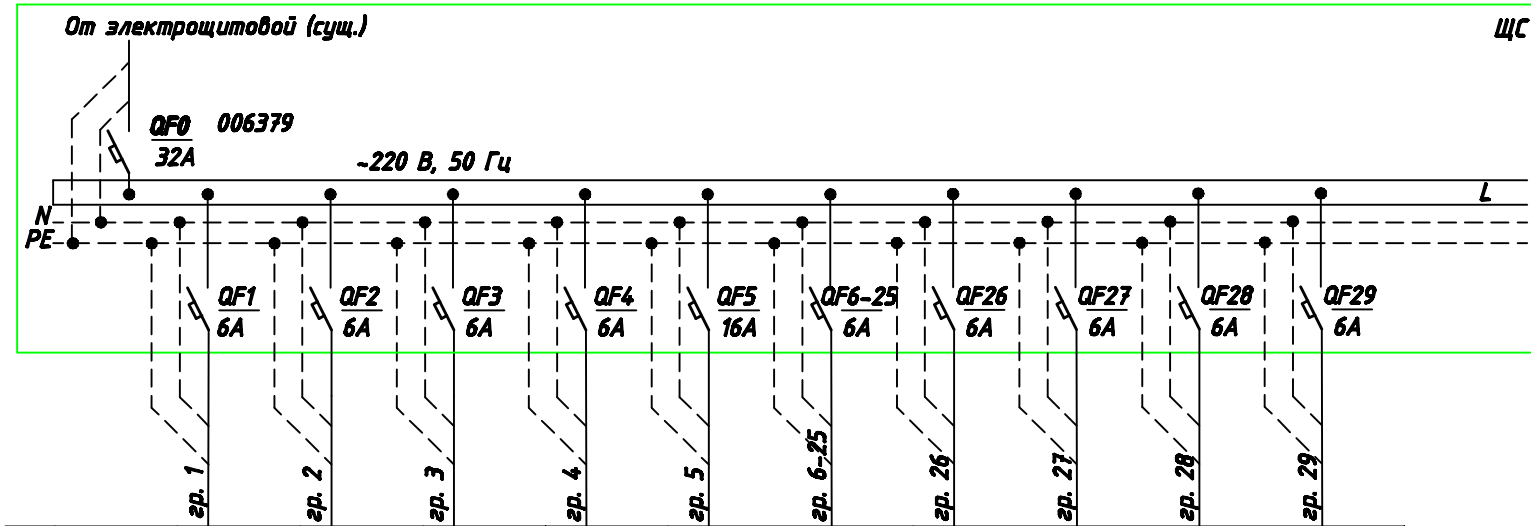 От электрощитовой (сущ.)
ЩС
QF0 006379
32А
~220 В, 50 Гц
L
N
PE
QF1
6А
QF2
6А
QF3
6А
QF4
6А
QF5
16А
QF6-25
6А
QF26
6А
QF27
6А
QF28
6А
QF29
6А
гр. 1
гр. 2
гр. 3
гр. 4
гр. 5
гр. 6-25
гр. 26
гр. 27
гр. 28
гр. 29